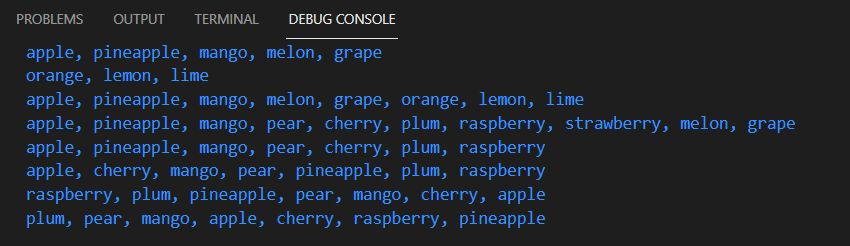 PROBLEMS OUTPUT TERMINAL DEBUG CONSOLE
apple, pineapple, mango, melon, grape
orange, lemon, lime
apple, pineapple, mango, melon, grape, orange, lemon, lime
apple, pineapple, mango, pear, cherry, plum, raspberry, strawberry, melon, grape
apple, pineapple, mango, pear, cherry, plum, raspberry
apple, cherry, mango, pear, pineapple, plum, raspberry
raspberry, plum, pineapple, pear, mango, cherry, apple
plum, pear, mango, apple, cherry, raspberry, pineapple